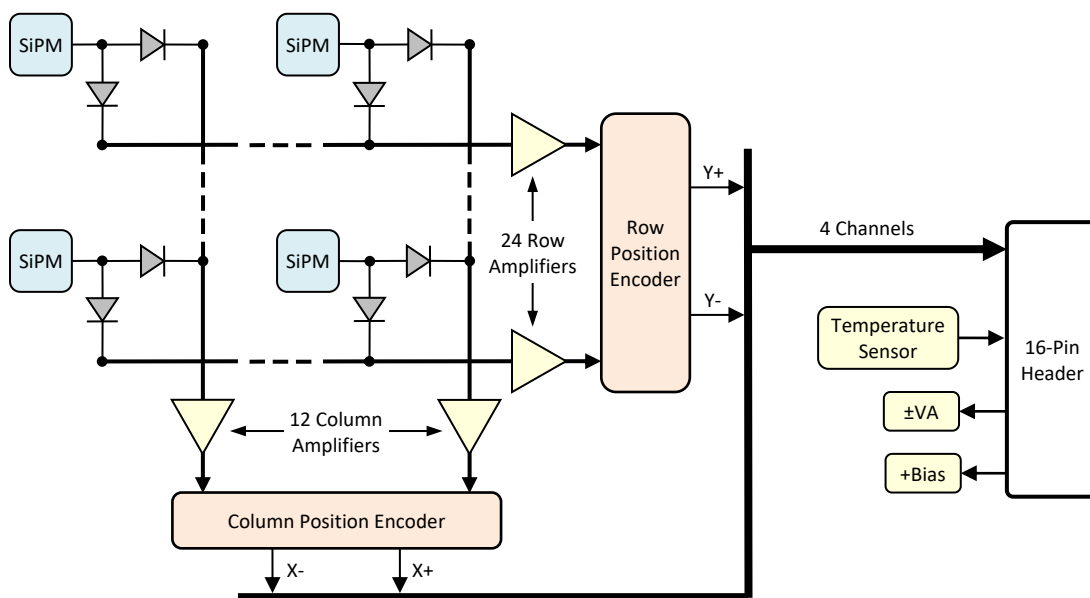 SiPM
SiPM
Y+
24 Row
Amplifiers
Row
Position
Encoder
4 Channels
SiPM
SiPM
Y-
Temperature
Sensor
16-Pin
Header
12 Column
Amplifiers
±VA
+Bias
Column Position Encoder
X-
X+